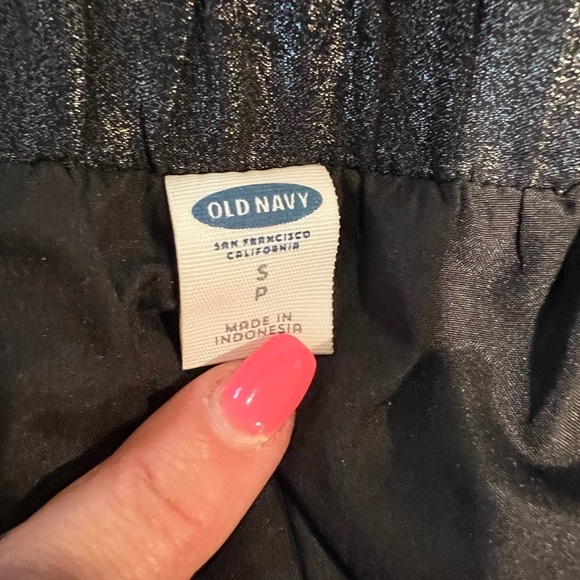 OLD NAVY
SAN FRANCISCO
CALIFORNIA
S
P
MADE IN
INDONESIA